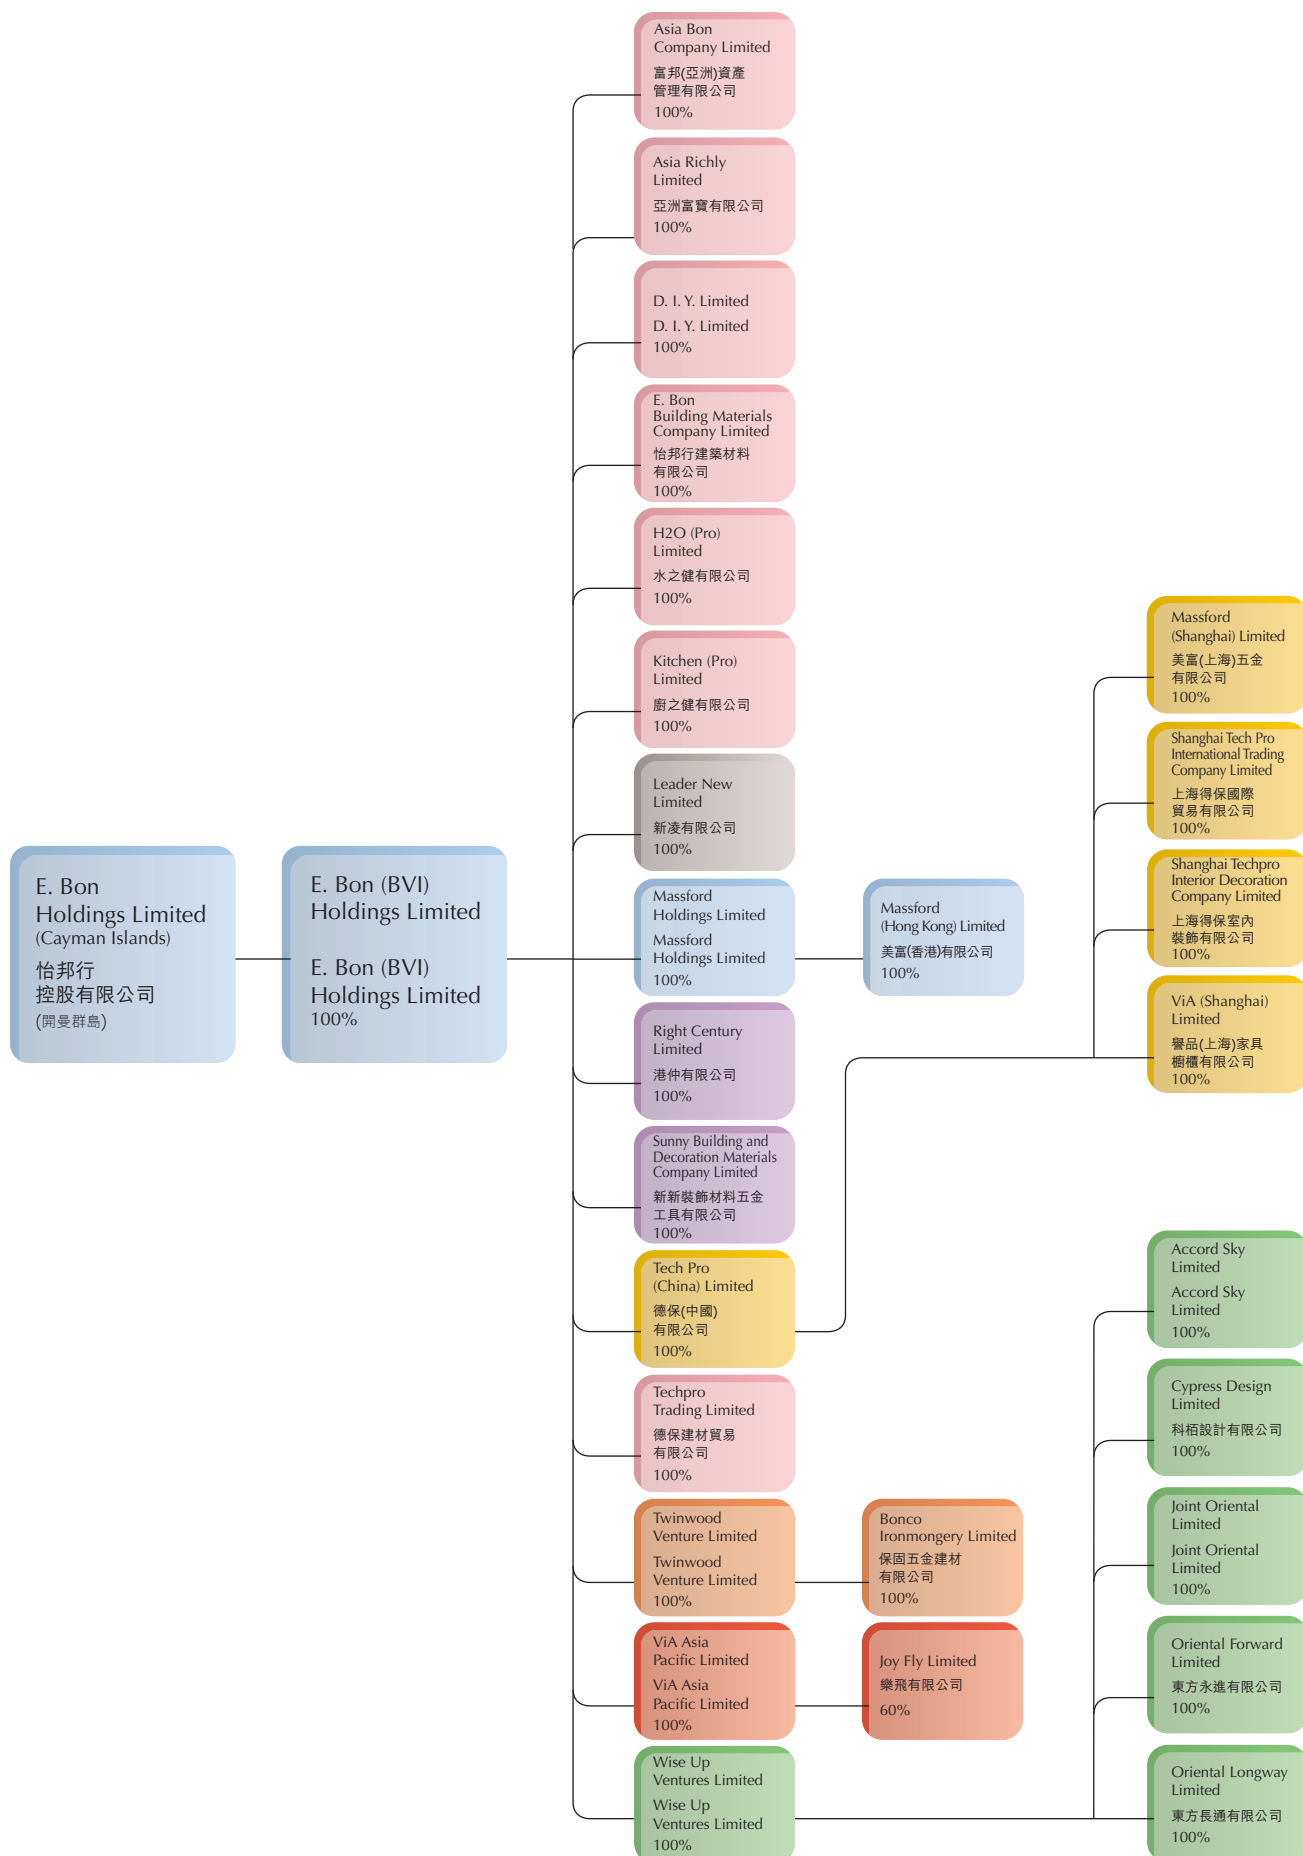 E. Bon
Holdings Limited
(Cayman Islands)
怡邦行
控股有限公司
(開曼群島)
E. Bon (BVI)
Holdings Limited
E. Bon (BVI)
Holdings Limited
100%
Asia Bon
Company Limited
富邦(亞洲)資產
管理有限公司
100%
Asia Richly
Limited
亞洲富寶有限公司
100%
D. I. Y. Limited
D. I. Y. Limited
100%
E. Bon
Building Materials
Company Limited
怡邦行建築材料
有限公司
100%
H2O (Pro)
Limited
水之健有限公司
100%
Kitchen (Pro)
Limited
廚之健有限公司
100%
Leader New
Limited
新凌有限公司
100%
Massford
Holdings Limited
Massford
Holdings Limited
100%
Right Century
Limited
港仲有限公司
100%
Sunny Building and
Decoration Materials
Company Limited
新新裝飾材料五金
工具有限公司
100%
Tech Pro
(China) Limited
德保(中國)
有限公司
100%
Techpro
Trading Limited
德保建材貿易
有限公司
100%
Twinwood
Venture Limited
Twinwood
Venture Limited
100%
ViA Asia
Pacific Limited
ViA Asia
Pacific Limited
100%
Wise Up
Ventures Limited
Wise Up
Ventures Limited
100%
Massford
(Hong Kong) Limited
美富(香港)有限公司
100%
Bonco
Ironmongery Limited
保固五金建材
有限公司
100%
Joy Fly Limited
樂飛有限公司
60%
Massford
(Shanghai) Limited
美富(上海)五金
有限公司
100%
Shanghai Tech Pro
International Trading
Company Limited
上海得保國際
貿易有限公司
100%
Shanghai Techpro
Interior Decoration
Company Limited
上海得保室內
裝飾有限公司
100%
ViA (Shanghai)
Limited
譽品(上海)家具
櫥櫃有限公司
100%
Accord Sky
Limited
Accord Sky
Limited
100%
Cypress Design
Limited
科栢設計有限公司
100%
Joint Oriental
Limited
Joint Oriental
Limited
100%
Oriental Forward
Limited
東方永進有限公司
100%
Oriental Longway
Limited
東方長通有限公司
100%